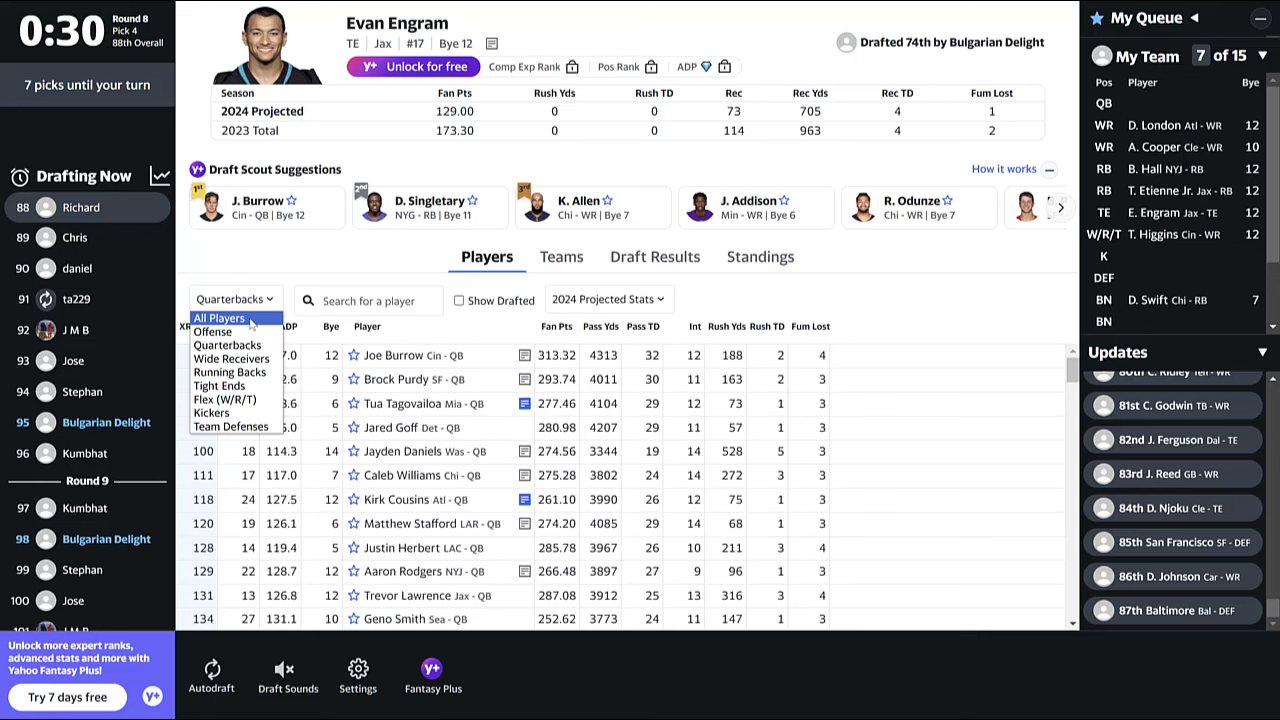 0:30
Round 8
Pick 4
88th Overall
7 picks until your turn
Drafting Now
88 Richard
89 Chris
90 daniel
91 ta229
92 J M B
93 Jose
94 Stephan
95 Bulgarian Delight
96 Kumbhat
Round 9
97 Kumbhat
98 Bulgarian Delight
99 Stephan
100 Jose
J M B
Unlock more expert ranks,
advanced stats and more with
Yahoo Fantasy Plus!
Try 7 days free
y+
Evan Engram
TE Jax #17 Bye 12
Drafted 74th by Bulgarian Delight
y+ Unlock for free Comp Exp Rank Pos Rank ADP
Season Fan Pts Rush Yds Rush TD Rec Rec Yds Rec TD Fum Lost
2024 Projected 129.00 0 0 73 705 4 1
2023 Total 173.30 0 0 114 963 4 2
y+ Draft Scout Suggestions
How it works
1st J. Burrow
Cin - QB | Bye 12
2nd D. Singletary
NYG - RB | Bye 11
3rd K. Allen
Chi - WR | Bye 7
J. Addison
Min - WR | Bye 6
R. Odunze
Chi - WR | Bye 7
Players Teams Draft Results Standings
Quarterbacks
Search for a player
Show Drafted
2024 Projected Stats
All Players
Offense
Quarterbacks
Wide Receivers
Running Backs
Tight Ends
Flex (W/R/T)
Kickers
Team Defenses
Bye Player Fan Pts Pass Yds Pass TD Int Rush Yds Rush TD Fum Lost
12 Joe Burrow Cin - QB 313.32 4313 32 12 188 2 4
9 Brock Purdy SF - QB 293.74 4011 30 11 163 2 3
6 Tua Tagovailoa Mia - QB 277.46 4104 29 12 73 1 3
5 Jared Goff Det - QB 280.98 4207 29 11 57 1 3
100 18 114.3 14 Jayden Daniels Was - QB 274.56 3344 19 14 528 5 3
111 17 117.0 7 Caleb Williams Chi - QB 275.28 3802 24 14 272 3 3
118 24 127.5 12 Kirk Cousins Atl - QB 261.10 3990 26 12 75 1 3
120 19 126.1 6 Matthew Stafford LAR - QB 274.20 4085 29 14 68 1 3
128 14 119.4 5 Justin Herbert LAC - QB 285.78 3967 26 10 211 3 4
129 22 128.7 12 Aaron Rodgers NYJ - QB 266.48 3897 27 9 96 1 3
131 13 126.8 12 Trevor Lawrence Jax - QB 287.08 3912 25 13 316 3 4
134 27 131.1 10 Geno Smith Sea - QB 252.62 3773 24 11 147 1 3
Autodraft
Draft Sounds
Settings
y+
Fantasy Plus
My Queue
My Team 7 of 15
Pos Player Bye
QB
WR D. London Atl - WR 12
WR A. Cooper Cle - WR 10
RB B. Hall NYJ - RB 12
RB T. Etienne Jr. Jax - RB 12
TE E. Engram Jax - TE 12
W/R/T T. Higgins Cin - WR 12
K
DEF
BN D. Swift Chi - RB 7
BN
Updates
80th C. Ridley Ten - WR
81st C. Godwin TB - WR
82nd J. Ferguson Dal - TE
83rd J. Reed GB - WR
84th D. Njoku Cle - TE
85th San Francisco SF - DEF
86th D. Johnson Car - WR
87th Baltimore Bal - DEF